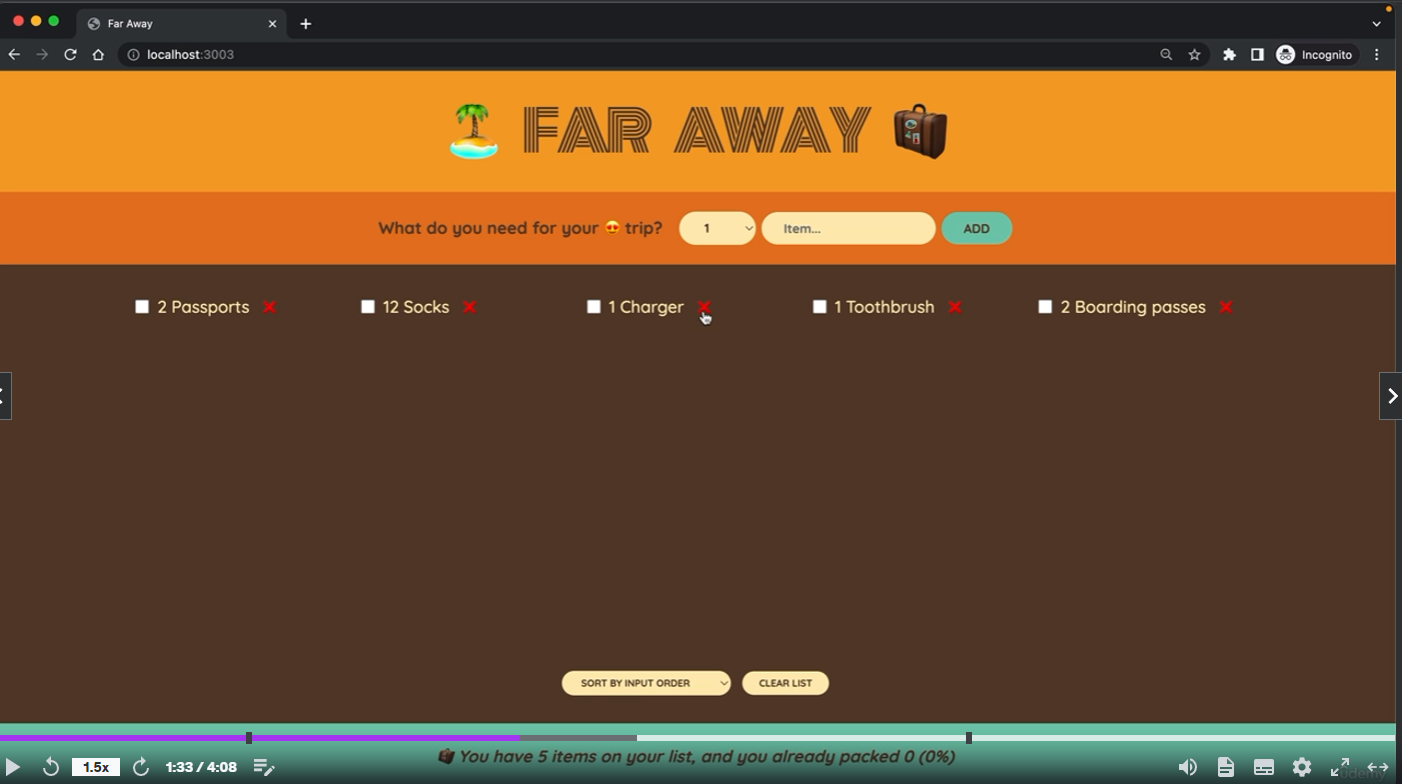 Far Away
localhost:3003
Incognito
FAR AWAY
What do you need for your 😍 trip?
1
Item...
ADD
2 Passports
12 Socks
1 Charger
1 Toothbrush
2 Boarding passes
SORT BY INPUT ORDER
CLEAR LIST
You have 5 items on your list, and you already packed 0 (0%)
1.5x
1:33 / 4:08
udemy